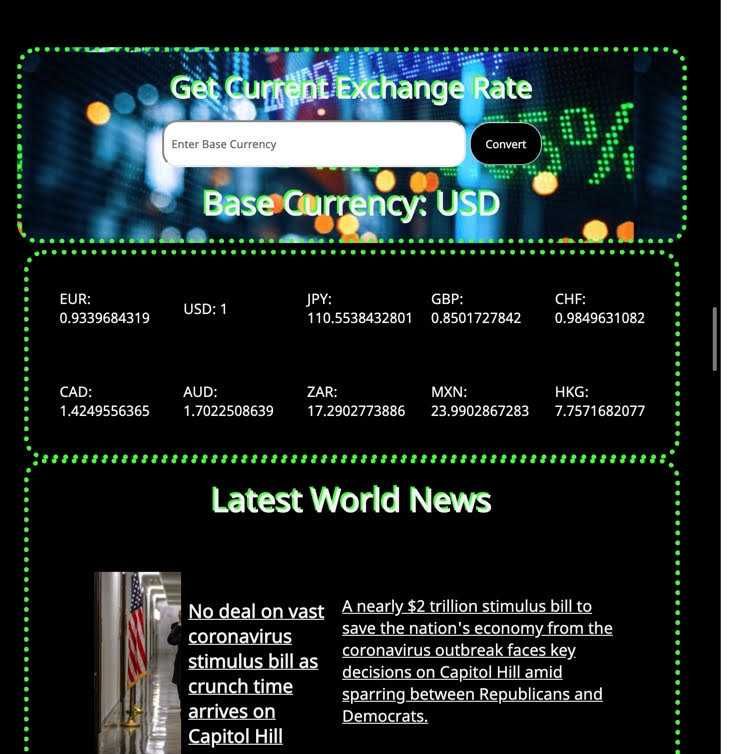 Get Current Exchange Rate
Enter Base Currency
Convert
Base Currency: USD
EUR:
0.9339684319
USD: 1
JPY:
110.5538432801
GBP:
0.8501727842
CHF:
0.9849631082
CAD:
1.4249556365
AUD:
1.7022508639
ZAR:
17.2902773886
MXN:
23.9902867283
HKG:
7.7571682077
Latest World News
No deal on vast
coronavirus
stimulus bill as
crunch time
arrives on
Capitol Hill
A nearly $2 trillion stimulus bill to
save the nation's economy from the
coronavirus outbreak faces key
decisions on Capitol Hill amid
sparring between Republicans and
Democrats.